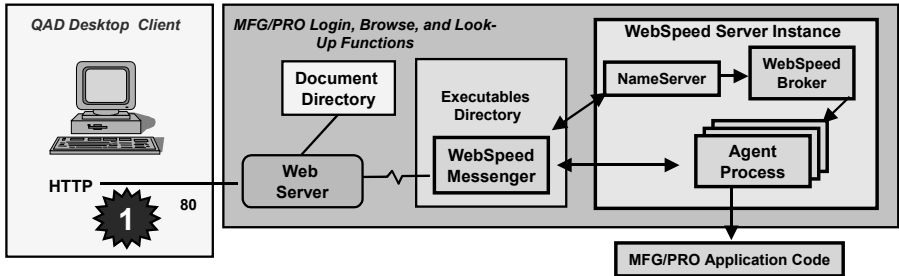 QAD Desktop Client
HTTP
1
80
MFG/PRO Login, Browse, and Look-
Up Functions
Document
Directory
Web
Server
Executables
Directory
WebSpeed
Messenger
WebSpeed Server Instance
NameServer
WebSpeed
Broker
Agent
Process
MFG/PRO Application Code